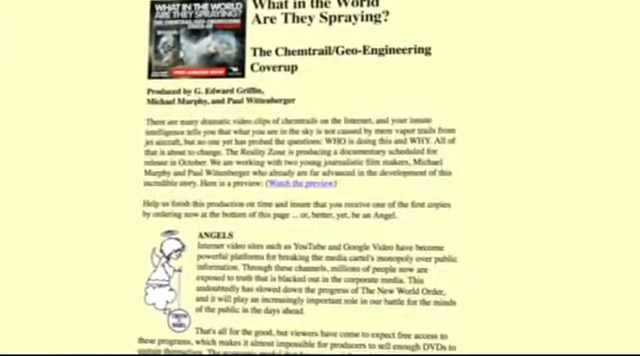 What in the World
Are They Spraying?
WHAT IN THE WORLD
ARE THEY SPRAYING?
The Chemtrail/Geo-Engineering
Coverup
Produced by G. Edward Griffin,
Michael Murphy, and Paul Wittenberger
There are many dramatic video clips of chemtrails on the Internet, and your innate
intelligence tells you that what you see in the sky is not caused by mere vapor trails from
jet aircraft, but no one yet has probed the questions: WHO is doing this and WHY. All of
that is about to change. The Reality Zone is producing a documentary scheduled for
release in October. We are working with two young journalistic film makers, Michael
Murphy and Paul Wittenberger who already are far advanced in the development of this
incredible story. Here is a preview: (Watch the preview)
Help us finish this production on time and insure that you receive one of the first copies
by ordering now at the bottom of this page ... or, better, yet, be an Angel.
ANGELS
Internet video sites such as YouTube and Google Video have become
powerful platforms for breaking the media cartel's monopoly over public
information. Through these channels, millions of people now are
exposed to truth that is blacked out in the corporate media. This
undoubtedly has slowed down the progress of The New World Order,
and it will play an increasingly important role in our battle for the minds
of the public in the days ahead.
That's all for the good, but viewers have come to expect free access to
these programs, which makes it almost impossible for producers to sell enough DVDs to